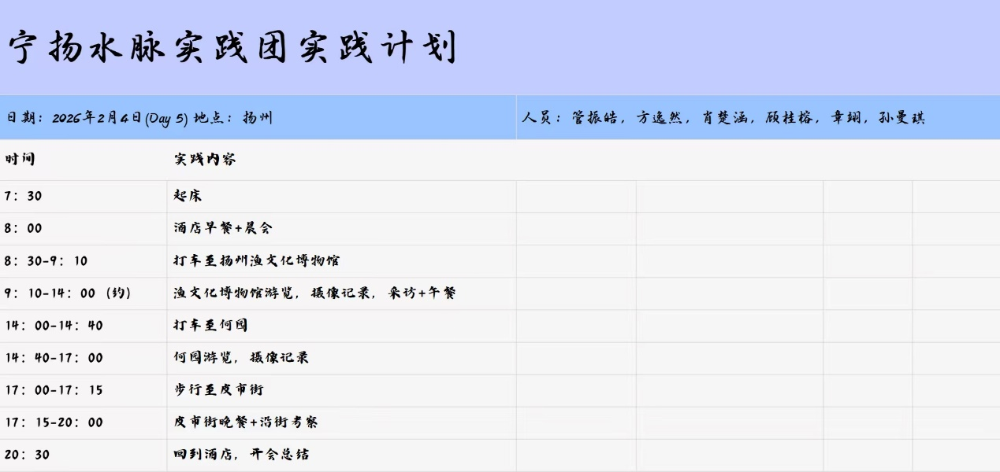 宁扬水脉实践团实践计划
日期：2026年2月4日(Day 5) 地点：扬州 人员：管振皓，方逸然，肖楚涵，顾桂榕，章翊，孙曼琪
时间 实践内容
7：30 起床
8：00 酒店早餐+晨会
8：30-9：10 打车至扬州渔文化博物馆
9：10-14：00（约） 渔文化博物馆游览，摄像记录，采访+午餐
14：00-14：40 打车至何园
14：40-17：00 何园游览，摄像记录
17：00-17：15 步行至皮市街
17：15-20：00 皮市街晚餐+沿街考察
20：30 回到酒店，开会总结